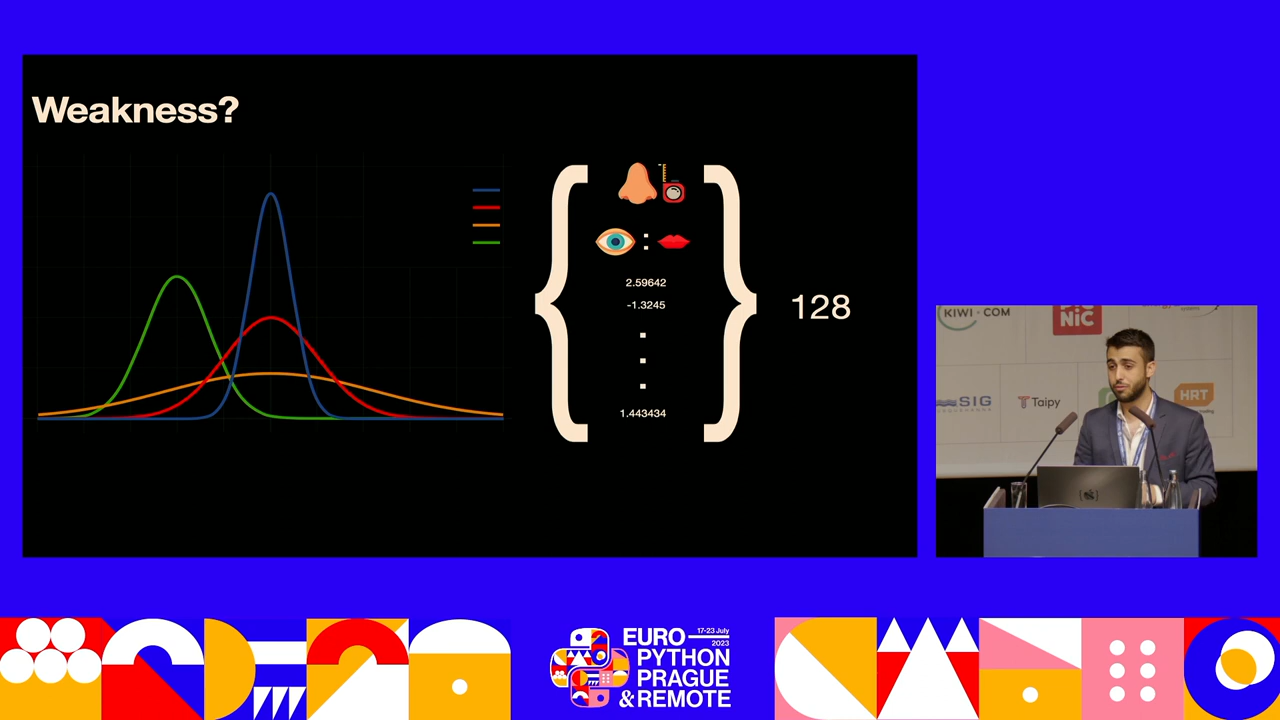 Weakness?
:
2.59642
-1.3245
1.443434
128
KIWI·COM
NiC
SIG
Taipy
HRT
EURO
17-23 July
2023
PYTHON
PRAGUE
& REMOTE